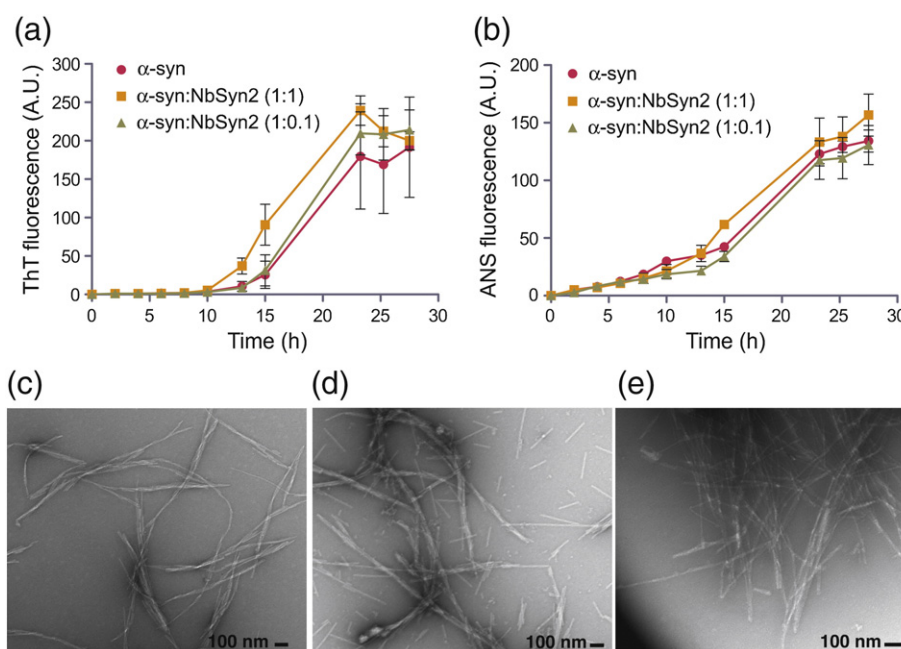 (a)
(b)
α-syn
α-syn:NbSyn2 (1:1)
α-syn:NbSyn2 (1:0.1)
ThT fluorescence (A.U.)
300
250
200
150
100
50
0
0 5 10 15 20 25 30
Time (h)
α-syn
α-syn:NbSyn2 (1:1)
α-syn:NbSyn2 (1:0.1)
ANS fluorescence (A.U.)
200
150
100
50
0
0 5 10 15 20 25 30
Time (h)
(c)
(d)
(e)
100 nm
100 nm
100 nm